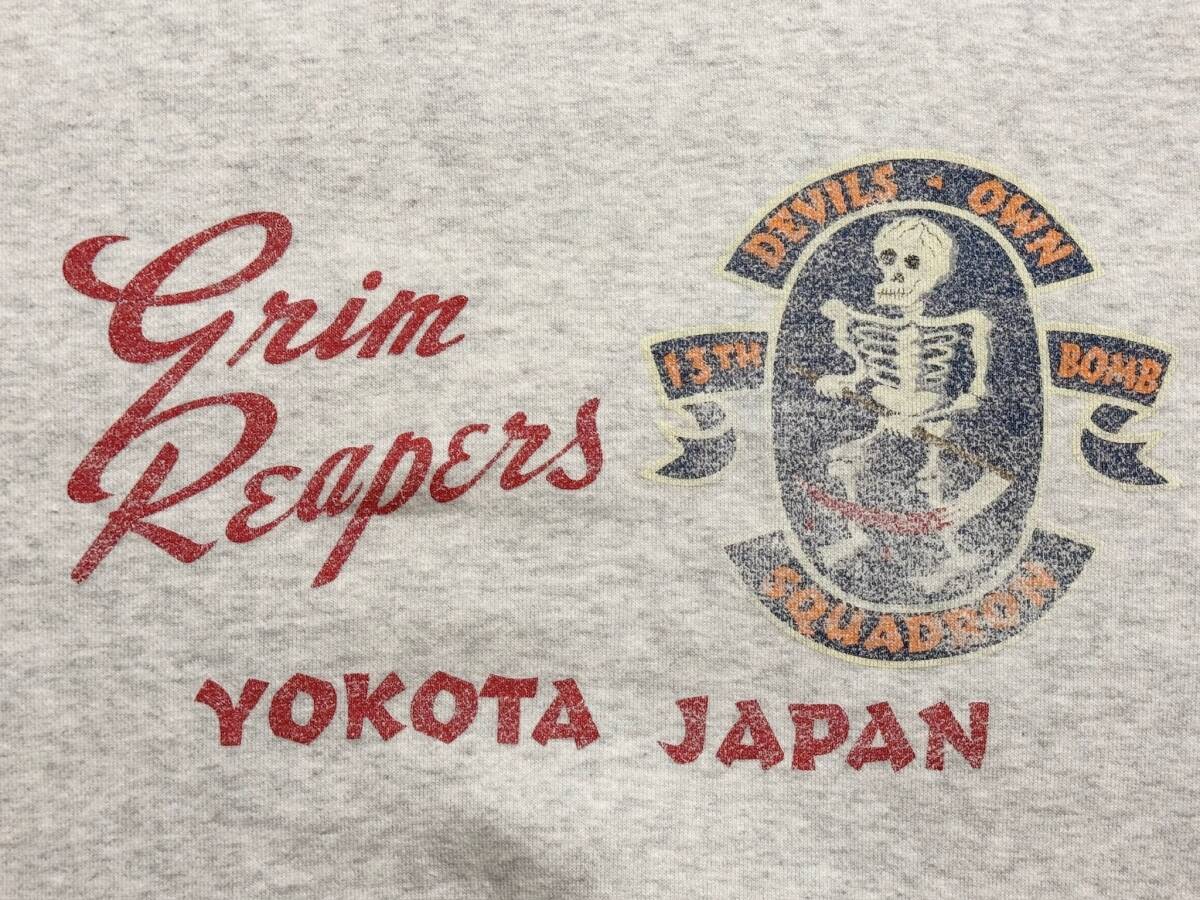 Grim
Reapers
DEVILS • OWN
13TH BOMB
SQUADRON
YOKOTA JAPAN